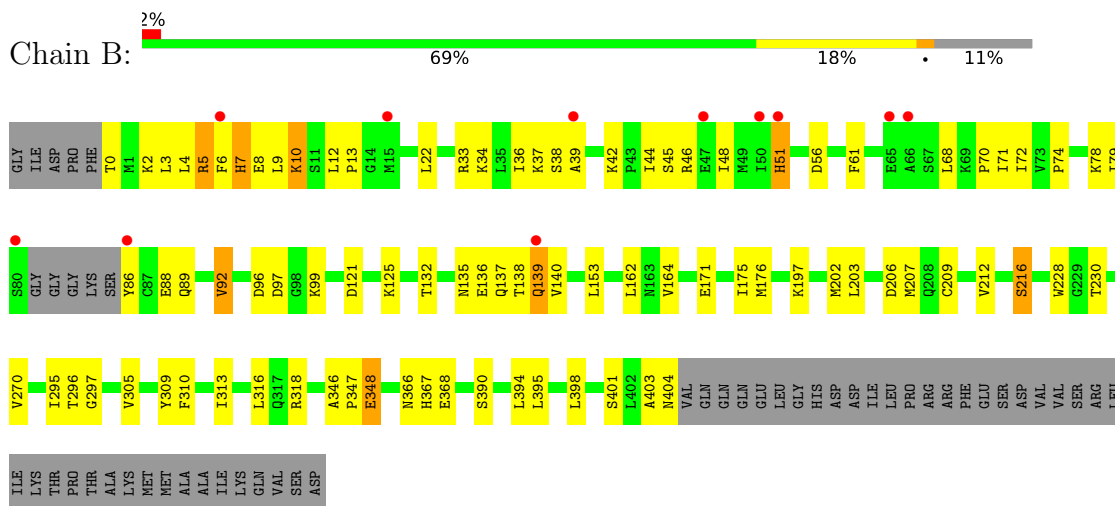 2%
Chain B:
69% 18% • 11%
GLY ILE ASP PRO PHE T0 M1 K2 L3 L4 R5 F6 H7 E8 L9 K10 S11 L12 P13 G14 M15 L22 R33 K34 L35 I36 K37 S38 A39 K42 P43 I44 S45 R46 E47 I48 M49 I50 H51 D56 F61 E65 A66 S67 L68 K69 P70 I71 I72 V73 P74 K78 I79
S80 GLY GLY GLY LYS SER Y86 C87 E88 Q89 V92 D96 D97 G98 K99 D121 K125 T132 N135 E136 Q137 T138 Q139 V140 L153 L162 N163 V164 E171 I175 M176 K197 M202 L203 D206 M207 Q208 C209 V212 S216 W228 G229 T230
V270 I295 T296 G297 V305 Y309 F310 I313 L316 Q317 R318 A346 P347 E348 N366 H367 E368 S390 L394 L395 L398 S401 L402 A403 N404 VAL GLN GLN GLN GLU LEU GLY HIS ASP ASP ILE LEU PRO ARG ARG PHE GLU SER ASP VAL VAL SER ARG LEU
ILE LYS THR PRO THR ALA LYS MET MET ALA ALA ILE LYS GLN VAL SER ASP